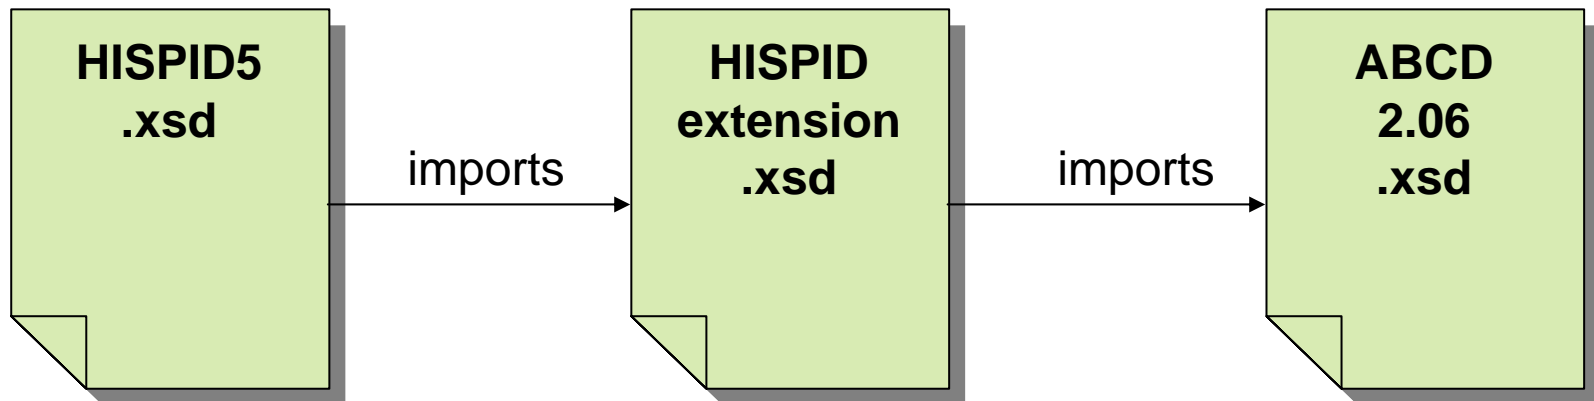 HISPID5
.xsd
imports
HISPID
extension
.xsd
imports
ABCD
2.06
.xsd